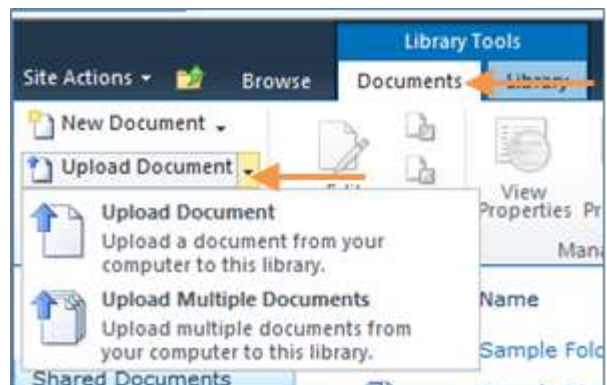 Library Tools
Site Actions
Browse
Documents
Library
New Document
Upload Document
View
Properties
Upload Document
Upload a document from your
computer to this library.
Upload Multiple Documents
Upload multiple documents from
your computer to this library.
Name
Sample
Shared Documents